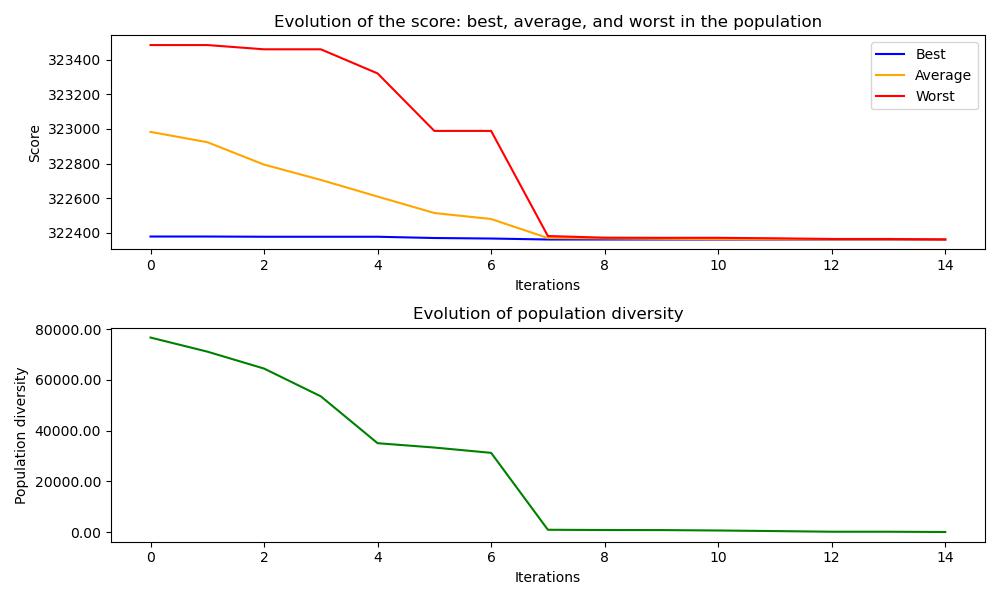 Evolution of the score: best, average, and worst in the population
Score
323400
323200
323000
322800
322600
322400
Best
Average
Worst
0 2 4 6 8 10 12 14
Iterations
Evolution of population diversity
Population diversity
80000.00
60000.00
40000.00
20000.00
0.00
0 2 4 6 8 10 12 14
Iterations